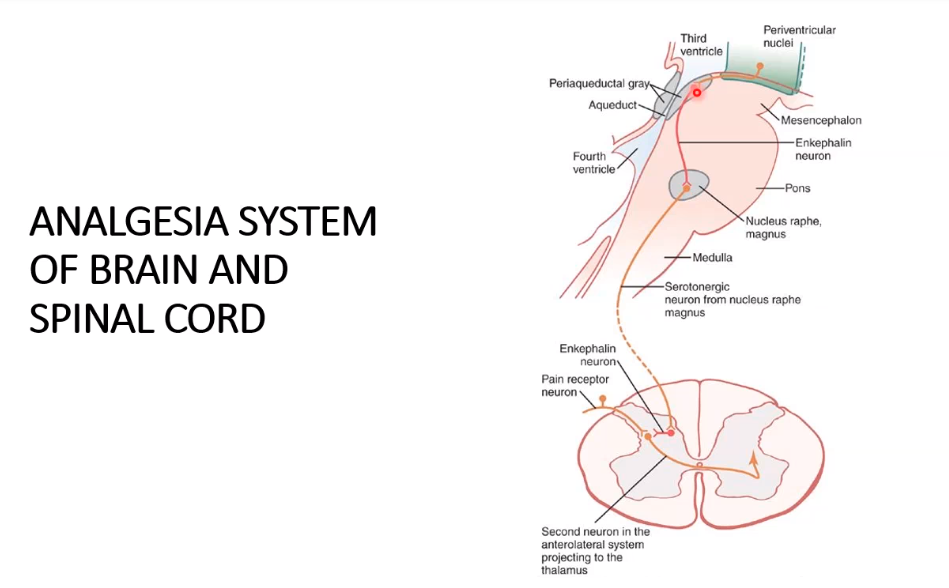 ANALGESIA SYSTEM
OF BRAIN AND
SPINAL CORD
Third
ventricle
Periventricular
nuclei
Periaqueductal gray
Aqueduct
Mesencephalon
Enkephalin
neuron
Fourth
ventricle
Pons
Nucleus raphe,
magnus
Medulla
Serotonergic
neuron from nucleus raphe
magnus
Enkephalin
neuron
Pain receptor
neuron
Second neuron in the
anterolateral system
projecting to the
thalamus